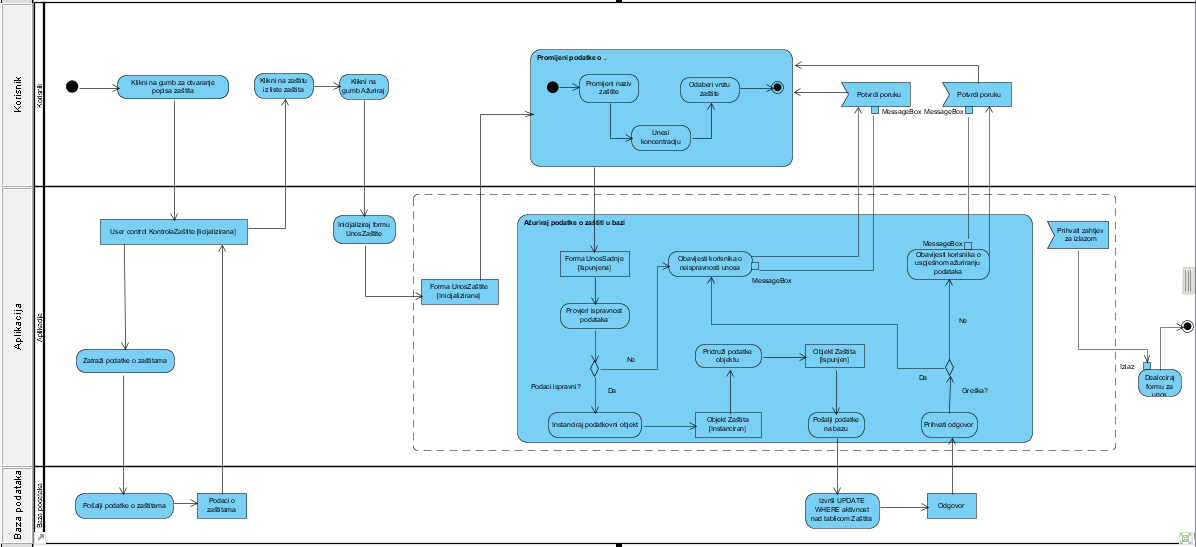 Korisnik
Korisnik
Klikni na gumb za otvaranje
popisa zaštita
Klikni na zaštitu
iz liste zaštita
Klikni na
gumb Ažuriraj
Promijeni podatke o .
Promijeni naziv
zaštite
Unesi
koncentraciju
Odaberi vrstu
zaštite
Potvrdi poruku
MessageBox
Potvrdi poruku
MessageBox
Aplikacija
Aplikacija
User control KontrolaZaštite [Iicijalizirana]
Zatraži podatke o zaštitama
Inicijaliziraj formu
UnosZaštite
Forma UnosZaštite
[Inicijalizirana]
Ažuriraj podatke o zaštiti u bazi
Forma UnosSadnje
[Ispunjena]
Provjeri ispravnost
podataka
Podaci ispravni?
Ne
Da
Instanciraj podatkovni objekt
Obavijesti korisnika o
neispravnosti unosa
MessageBox
Pridruži podatke
objektu
Objekt Zaštita
[Instanciran]
Objekt Zaštita
[Ispunjen]
Pošalji podatke
na bazu
MessageBox
Obavijesti korisnika o
uspješnom ažuriranju
podataka
Ne
Da
Greška?
Prihvati odgovor
Prihvati zahtjev
za izlazom
Izlaz
Dealociraj
formu za
unos
Baza podataka
Baza podataka
Pošalji podatke o zaštitama
Podaci o
zaštitama
Izvrši UPDATE
WHERE aktivnost
nad tablicom Zaštita
Odgovor